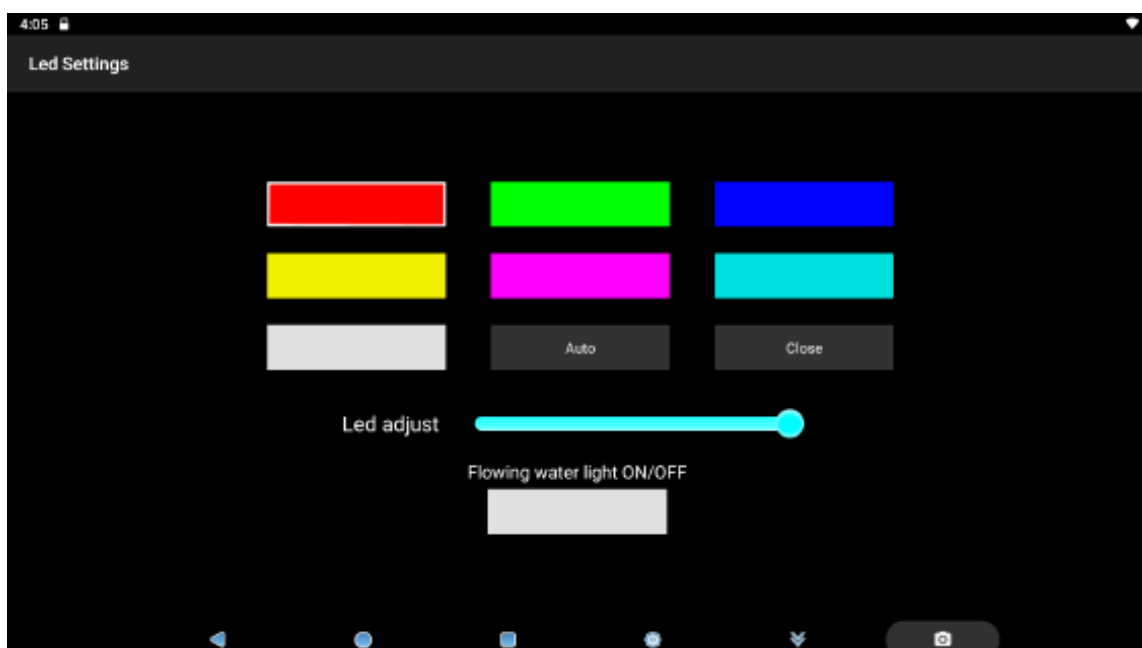 4:05
Led Settings
Auto
Close
Led adjust
Flowing water light ON/OFF